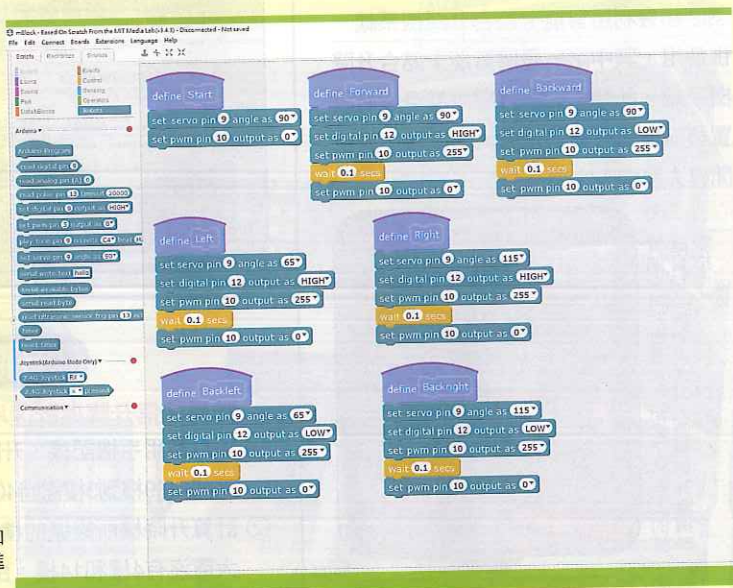 mBlock - Based On Scratch From the MIT Media Lab(v3.4.5) - Disconnected - Not saved
File Edit Connect Boards Extensions Language Help
Scripts Costumes Sounds
Motion Events
Looks Control
Sound Sensing
Pen Operators
Data&Blocks Robots
Arduino
Arduino Program
read digital pin 9
read analog pin (A) 0
read pulse pin 13 timeout 20000
set digital pin 9 output as HIGH
set pwm pin 5 output as 0
play tone pin 9 on note C4 beat
set servo pin 9 angle as 90
serial write text hello
serial available bytes
serial read byte
read ultrasonic sensor trig pin 13
timer
reset timer
Joystick(Arduino Mode Only)
2.4G Joystick RX
2.4G Joystick pressed
Communication
define Start
set servo pin 9 angle as 90
set pwm pin 10 output as 0
define Forward
set servo pin 9 angle as 90
set digital pin 12 output as HIGH
set pwm pin 10 output as 255
wait 0.1 secs
set pwm pin 10 output as 0
define Backward
set servo pin 9 angle as 90
set digital pin 12 output as LOW
set pwm pin 10 output as 255
wait 0.1 secs
set pwm pin 10 output as 0
define Left
set servo pin 9 angle as 65
set digital pin 12 output as HIGH
set pwm pin 10 output as 255
wait 0.1 secs
set pwm pin 10 output as 0
define Right
set servo pin 9 angle as 115
set digital pin 12 output as HIGH
set pwm pin 10 output as 255
wait 0.1 secs
set pwm pin 10 output as 0
define Backleft
set servo pin 9 angle as 65
set digital pin 12 output as LOW
set pwm pin 10 output as 255
wait 0.1 secs
set pwm pin 10 output as 0
define Backright
set servo pin 9 angle as 115
set digital pin 12 output as LOW
set pwm pin 10 output as 255
wait 0.1 secs
set pwm pin 10 output as 0